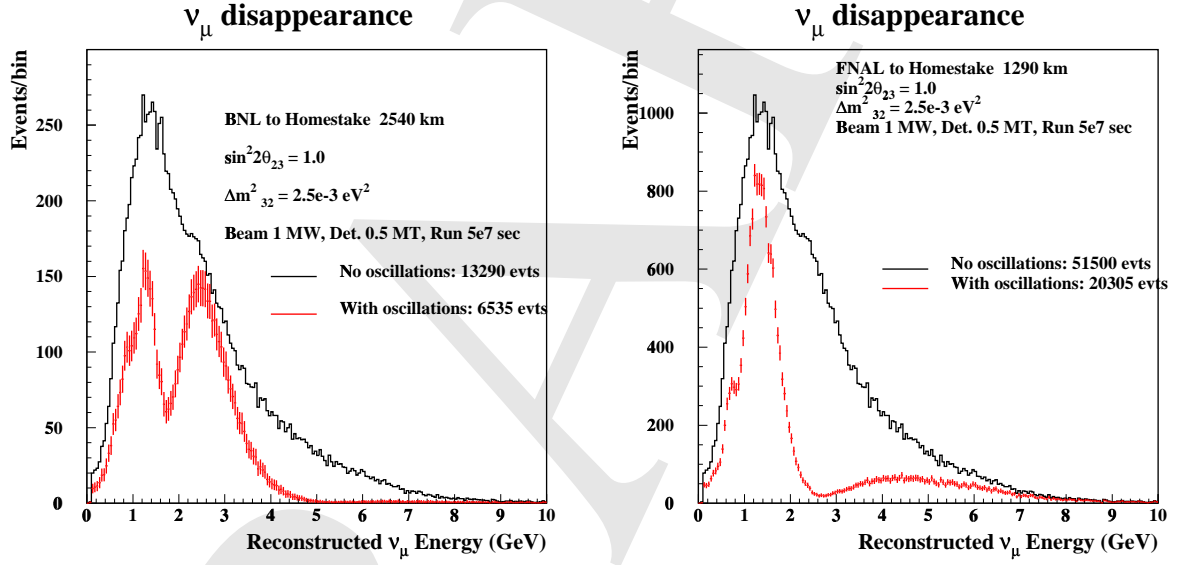 ν_μ disappearance
Events/bin
BNL to Homestake 2540 km
sin²2θ₂₃ = 1.0
Δm²₃₂ = 2.5e-3 eV²
Beam 1 MW, Det. 0.5 MT, Run 5e7 sec
No oscillations: 13290 evts
With oscillations: 6535 evts
250
200
150
100
50
0
0 1 2 3 4 5 6 7 8 9 10
Reconstructed ν_μ Energy (GeV)
ν_μ disappearance
Events/bin
FNAL to Homestake 1290 km
sin²2θ₂₃ = 1.0
Δm²₃₂ = 2.5e-3 eV²
Beam 1 MW, Det. 0.5 MT, Run 5e7 sec
No oscillations: 51500 evts
With oscillations: 20305 evts
1000
800
600
400
200
0
0 1 2 3 4 5 6 7 8 9 10
Reconstructed ν_μ Energy (GeV)